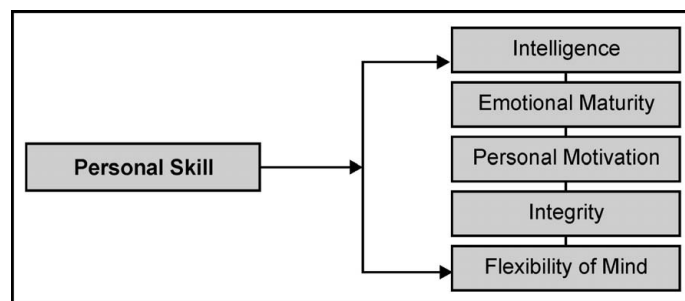 Intelligence
Emotional Maturity
Personal Skill
Personal Motivation
Integrity
Flexibility of Mind